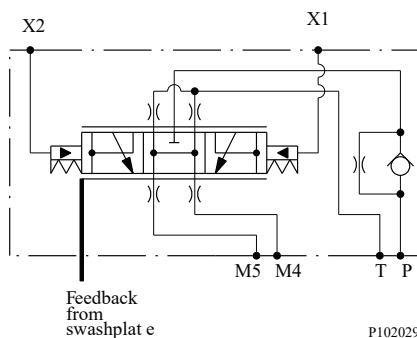 X2
X1
M5 M4
T P
Feedback
from
swashplat e
P102029